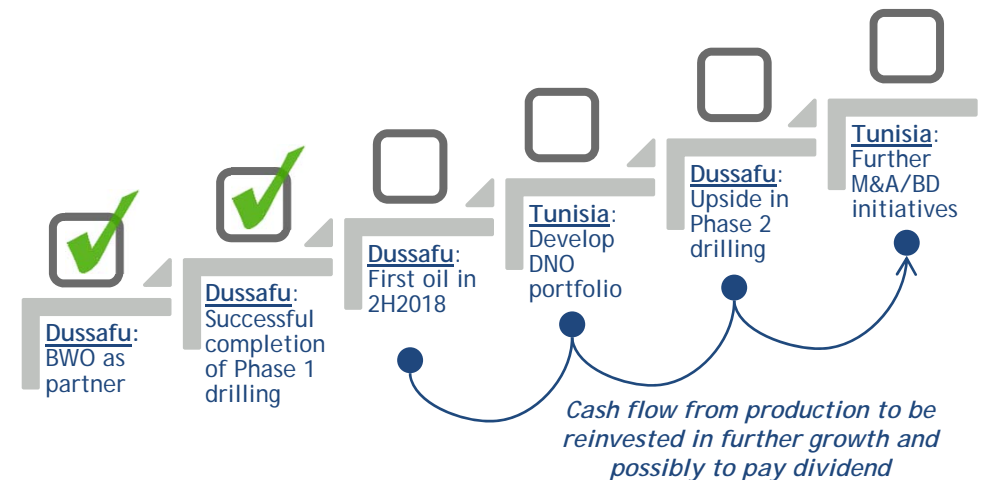 Dussafu:
BWO as
partner
Dussafu:
Successful
completion
of Phase 1
drilling
Dussafu:
First oil in
2H2018
Tunisia:
Develop
DNO
portfolio
Dussafu:
Upside in
Phase 2
drilling
Tunisia:
Further
M&A/BD
initiatives
Cash flow from production to be
reinvested in further growth and
possibly to pay dividend